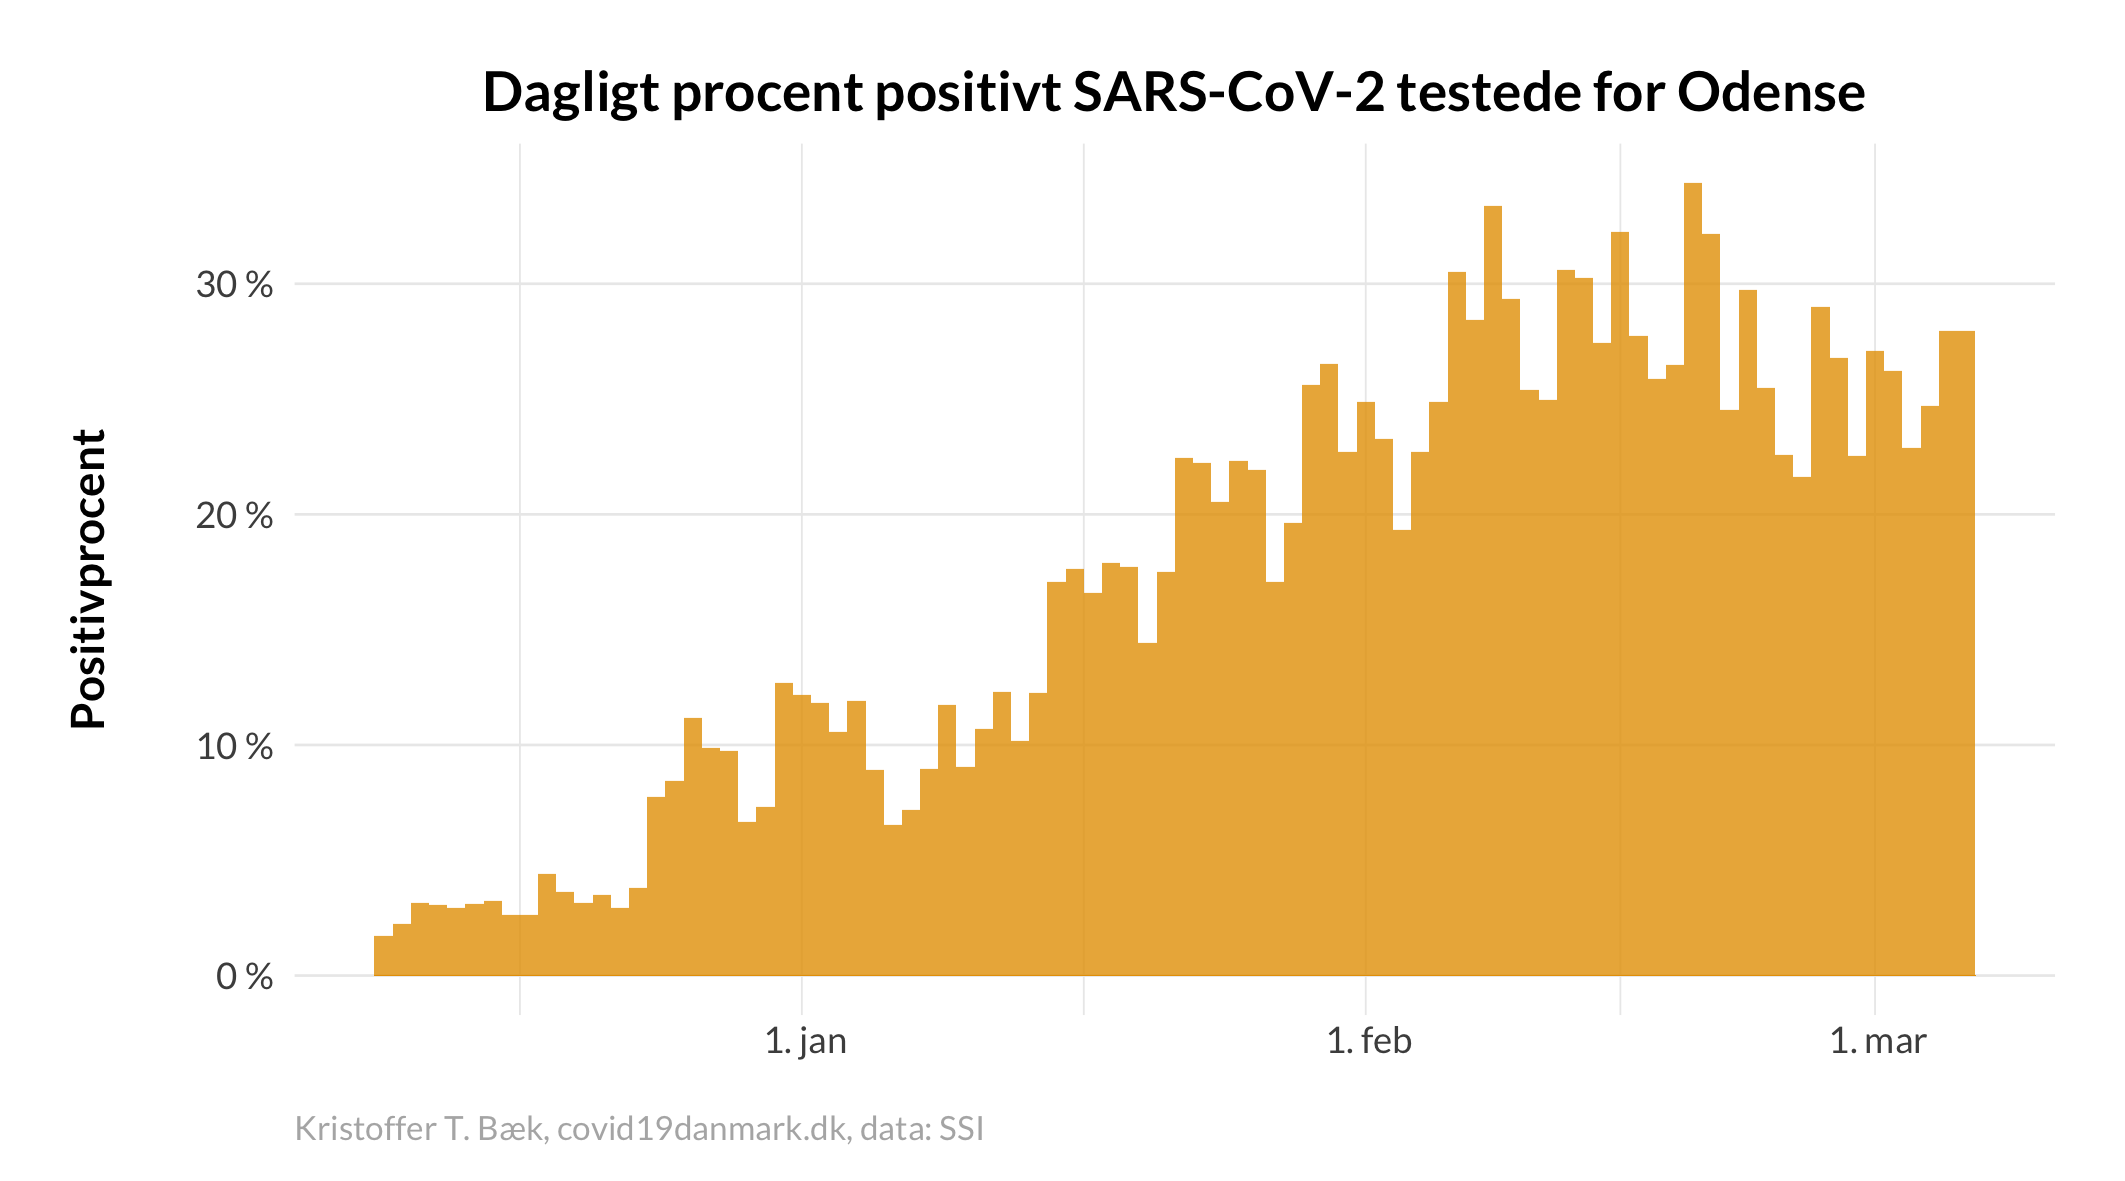 Dagligt procent positivt SARS-CoV-2 testede for Odense
Positivprocent
30 %
20 %
10 %
0 %
1. jan
1. feb
1. mar
Kristoffer T. Bæk, covid19danmark.dk, data: SSI